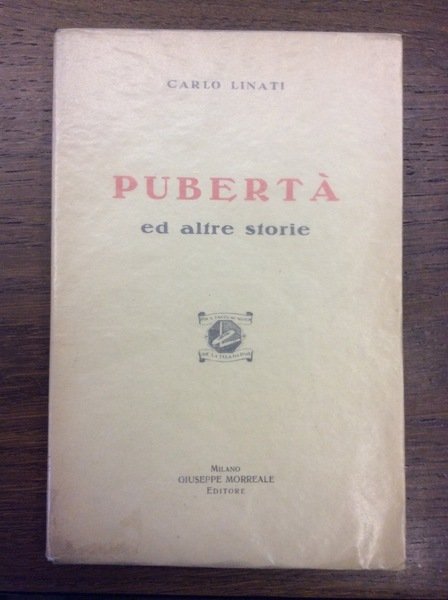 CARLO LINATI
PUBERTÀ
ed altre storie
MILANO
GIUSEPPE MORREALE
EDITORE